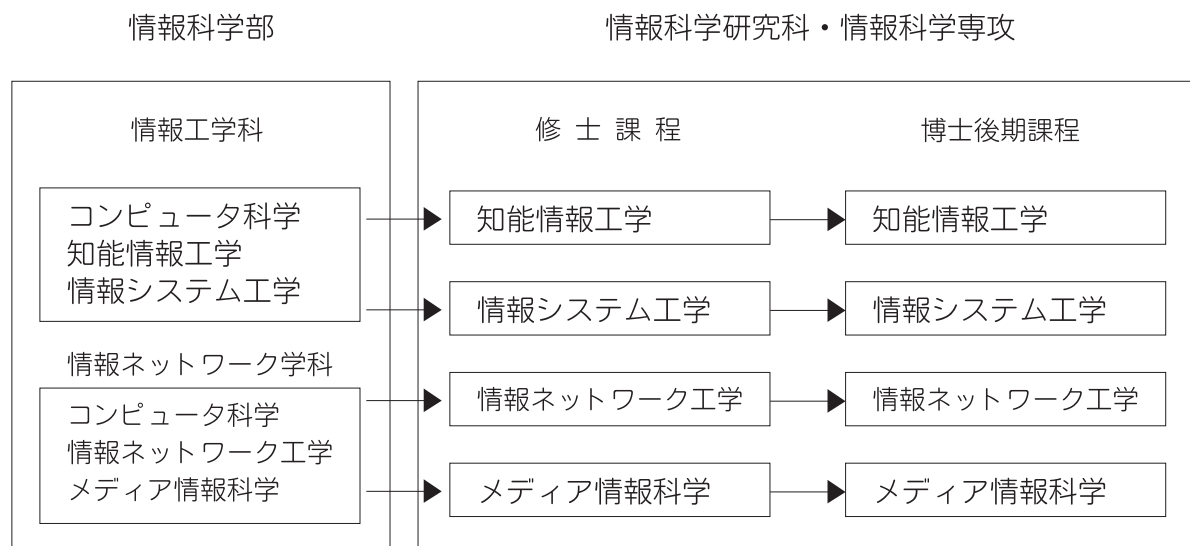 情報科学部
情報科学研究科・情報科学専攻
情報工学科
修 士 課 程
博士後期課程
コンピュータ科学
知能情報工学
情報システム工学
知能情報工学
知能情報工学
情報システム工学
情報システム工学
情報ネットワーク学科
コンピュータ科学
情報ネットワーク工学
メディア情報科学
情報ネットワーク工学
情報ネットワーク工学
メディア情報科学
メディア情報科学